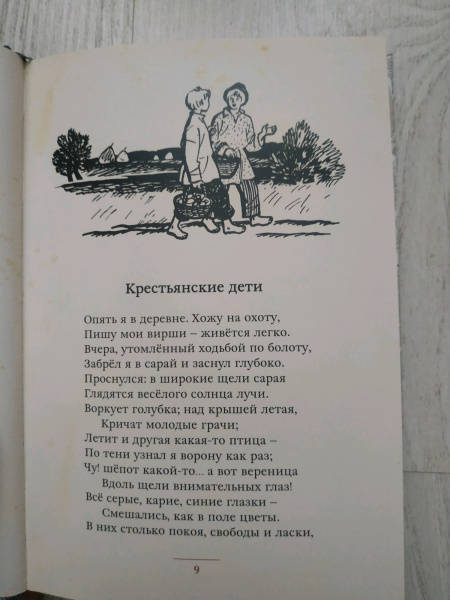 Крестьянские дети
Опять я в деревне. Хожу на охоту,
Пишу мои вирши – живётся легко.
Вчера, утомлённый ходьбой по болоту,
Забрёл я в сарай и заснул глубоко.
Проснулся: в широкие щели сарая
Глядятся весёлого солнца лучи.
Воркует голубка; над крышей летая,
Кричат молодые грачи;
Летит и другая какая-то птица –
По тени узнал я ворону как раз;
Чу! шёпот какой-то... а вот вереница
Вдоль щели внимательных глаз!
Всё серые, карие, синие глазки –
Смешались, как в поле цветы.
В них столько покоя, свободы и ласки,
9